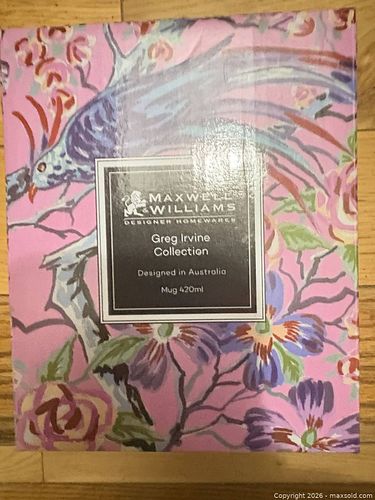 MAXWELL
& WILLIAMS
DESIGNER HOMEWARES
Greg Irvine
Collection
Designed in Australia
Mug 420ml
Copyright 2026 - maxsold.com